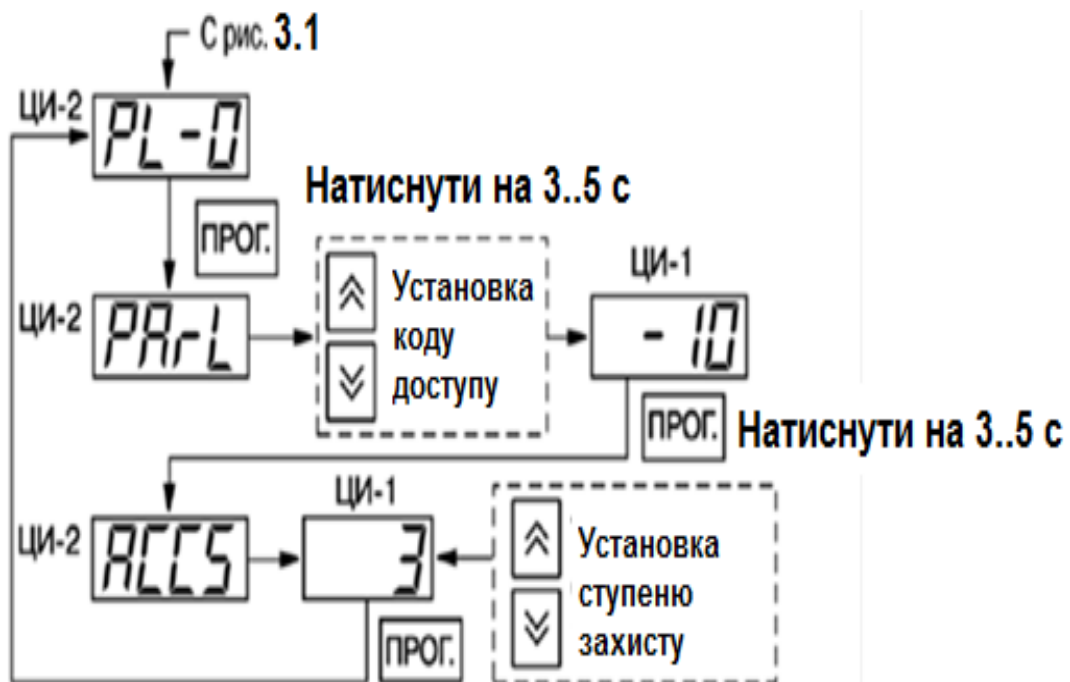 С рис. 3.1
ЦИ-2
PL-0
Натиснути на 3..5 с
ПРОГ.
ЦИ-1
ЦИ-2
PArL
Установка
коду
доступу
-10
ПРОГ.
Натиснути на 3..5 с
ЦИ-1
ЦИ-2
ACCS
3
Установка
ступеню
захисту
ПРОГ.